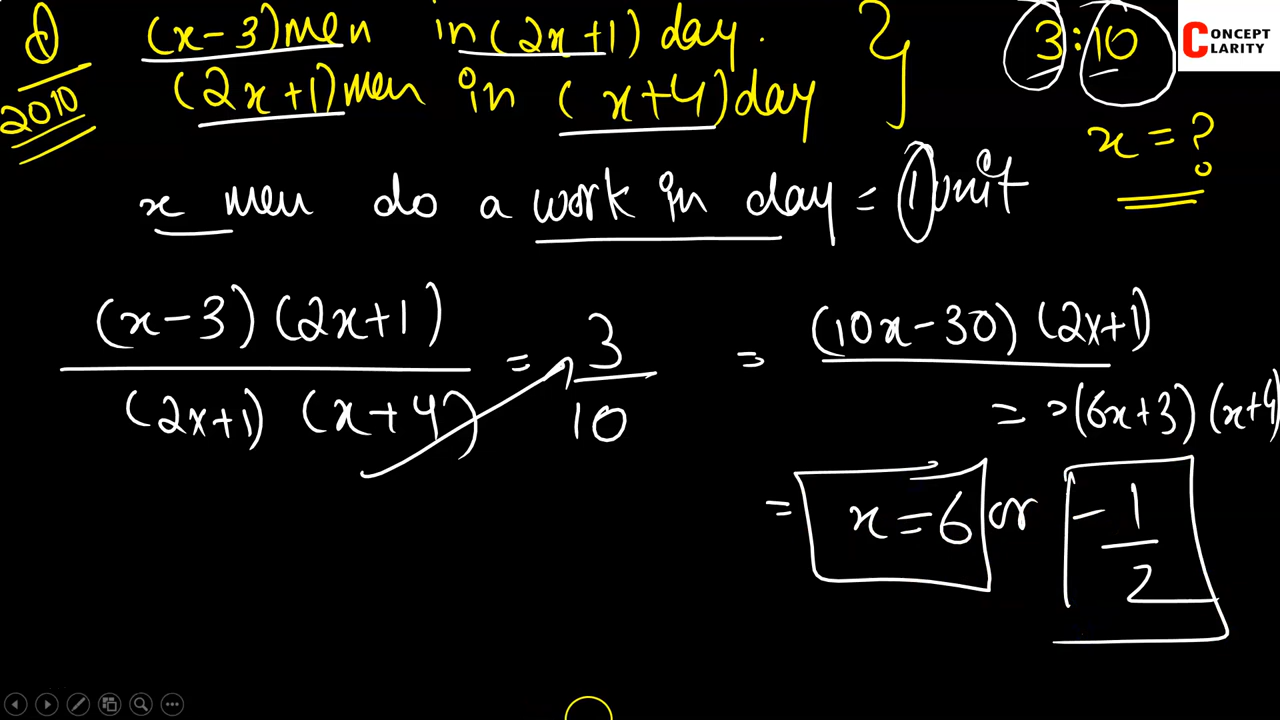 Q (x-3)men in (2x+1) day. } 3:10
2010 (2x+1)men in (x+4)day x = ?
CONCEPT
CLARITY
x men do a work in day = 1 unit
(x-3)(2x+1) / (2x+1)(x+4) = 3/10 = (10x-30)(2x+1)
= (6x+3)(x+4)
= x = 6 or -1/2